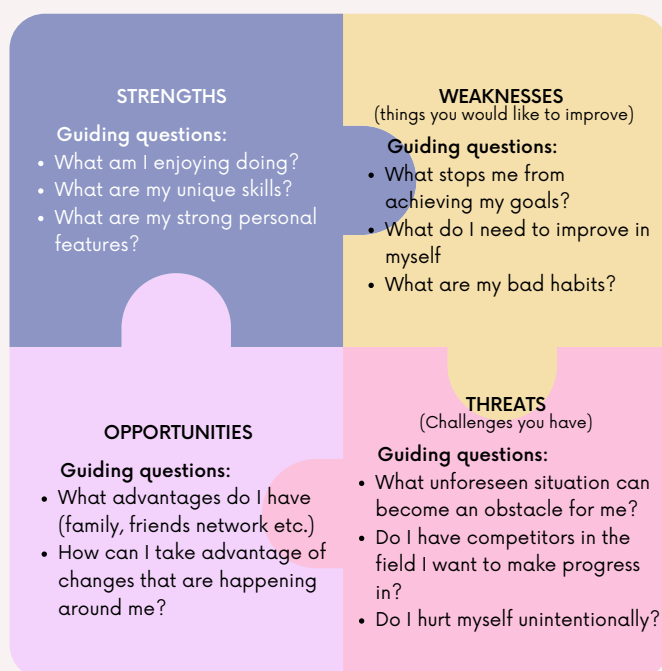 STRENGTHS
Guiding questions:
• What am I enjoying doing?
• What are my unique skills?
• What are my strong personal
features?
WEAKNESSES
(things you would like to improve)
Guiding questions:
• What stops me from
achieving my goals?
• What do I need to improve in
myself
• What are my bad habits?
OPPORTUNITIES
Guiding questions:
• What advantages do I have
(family, friends network etc.)
• How can I take advantage of
changes that are happening
around me?
THREATS
(Challenges you have)
Guiding questions:
• What unforeseen situation can
become an obstacle for me?
• Do I have competitors in the
field I want to make progress
in?
• Do I hurt myself unintentionally?